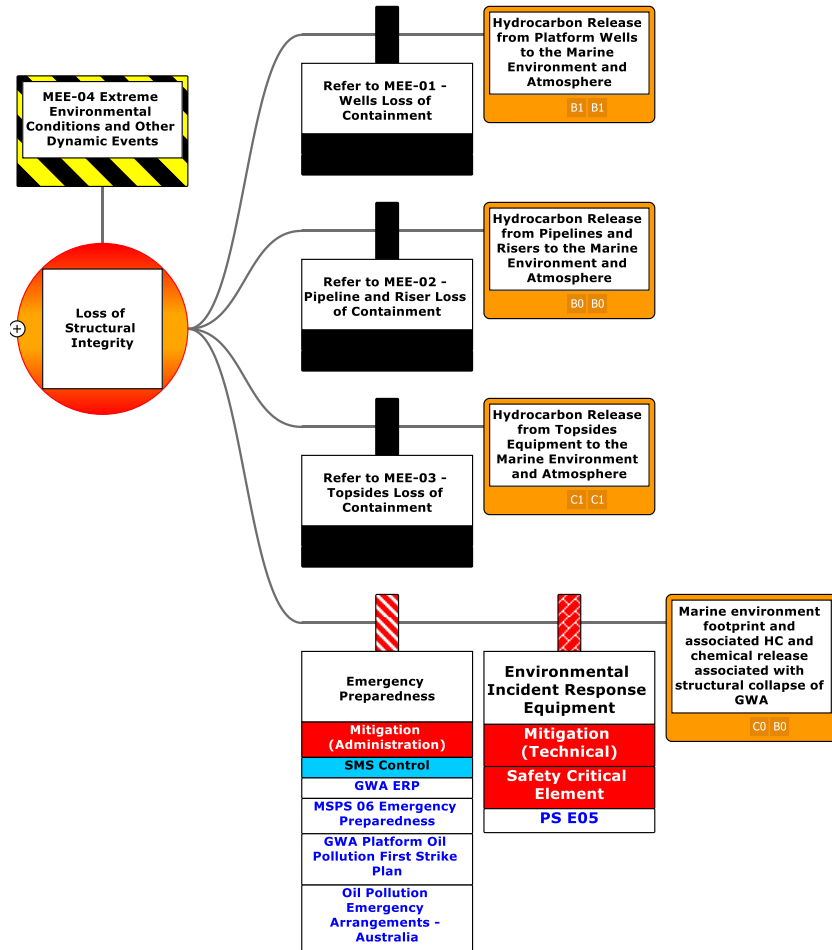 MEE-04 Extreme
Environmental
Conditions and Other
Dynamic Events
Loss of
Structural
Integrity
Refer to MEE-01 -
Wells Loss of
Containment
Hydrocarbon Release
from Platform Wells
to the Marine
Environment and
Atmosphere
B1 B1
Refer to MEE-02 -
Pipeline and Riser Loss
of Containment
Hydrocarbon Release
from Pipelines and
Risers to the Marine
Environment and
Atmosphere
B0 B0
Refer to MEE-03 -
Topsides Loss of
Containment
Hydrocarbon Release
from Topsides
Equipment to the
Marine Environment
and Atmosphere
C1 C1
Emergency
Preparedness
Mitigation
(Administration)
SMS Control
GWA ERP
MSPS 06 Emergency
Preparedness
GWA Platform Oil
Pollution First Strike
Plan
Oil Pollution
Emergency
Arrangements -
Australia
Environmental
Incident Response
Equipment
Mitigation
(Technical)
Safety Critical
Element
PS E05
Marine environment
footprint and
associated HC and
chemical release
associated with
structural collapse of
GWA
C0 B0